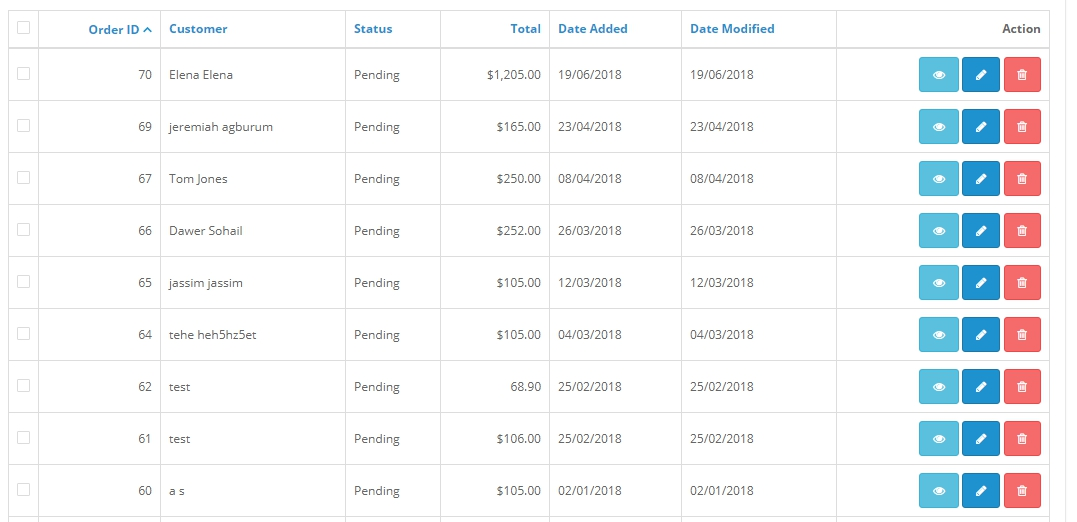 Order ID Customer Status Total Date Added Date Modified Action
70 Elena Elena Pending $1,205.00 19/06/2018 19/06/2018
69 jeremiah agburum Pending $165.00 23/04/2018 23/04/2018
67 Tom Jones Pending $250.00 08/04/2018 08/04/2018
66 Dawer Sohail Pending $252.00 26/03/2018 26/03/2018
65 jassim jassim Pending $105.00 12/03/2018 12/03/2018
64 tehe heh5hz5et Pending $105.00 04/03/2018 04/03/2018
62 test Pending 68.90 25/02/2018 25/02/2018
61 test Pending $106.00 25/02/2018 25/02/2018
60 a s Pending $105.00 02/01/2018 02/01/2018